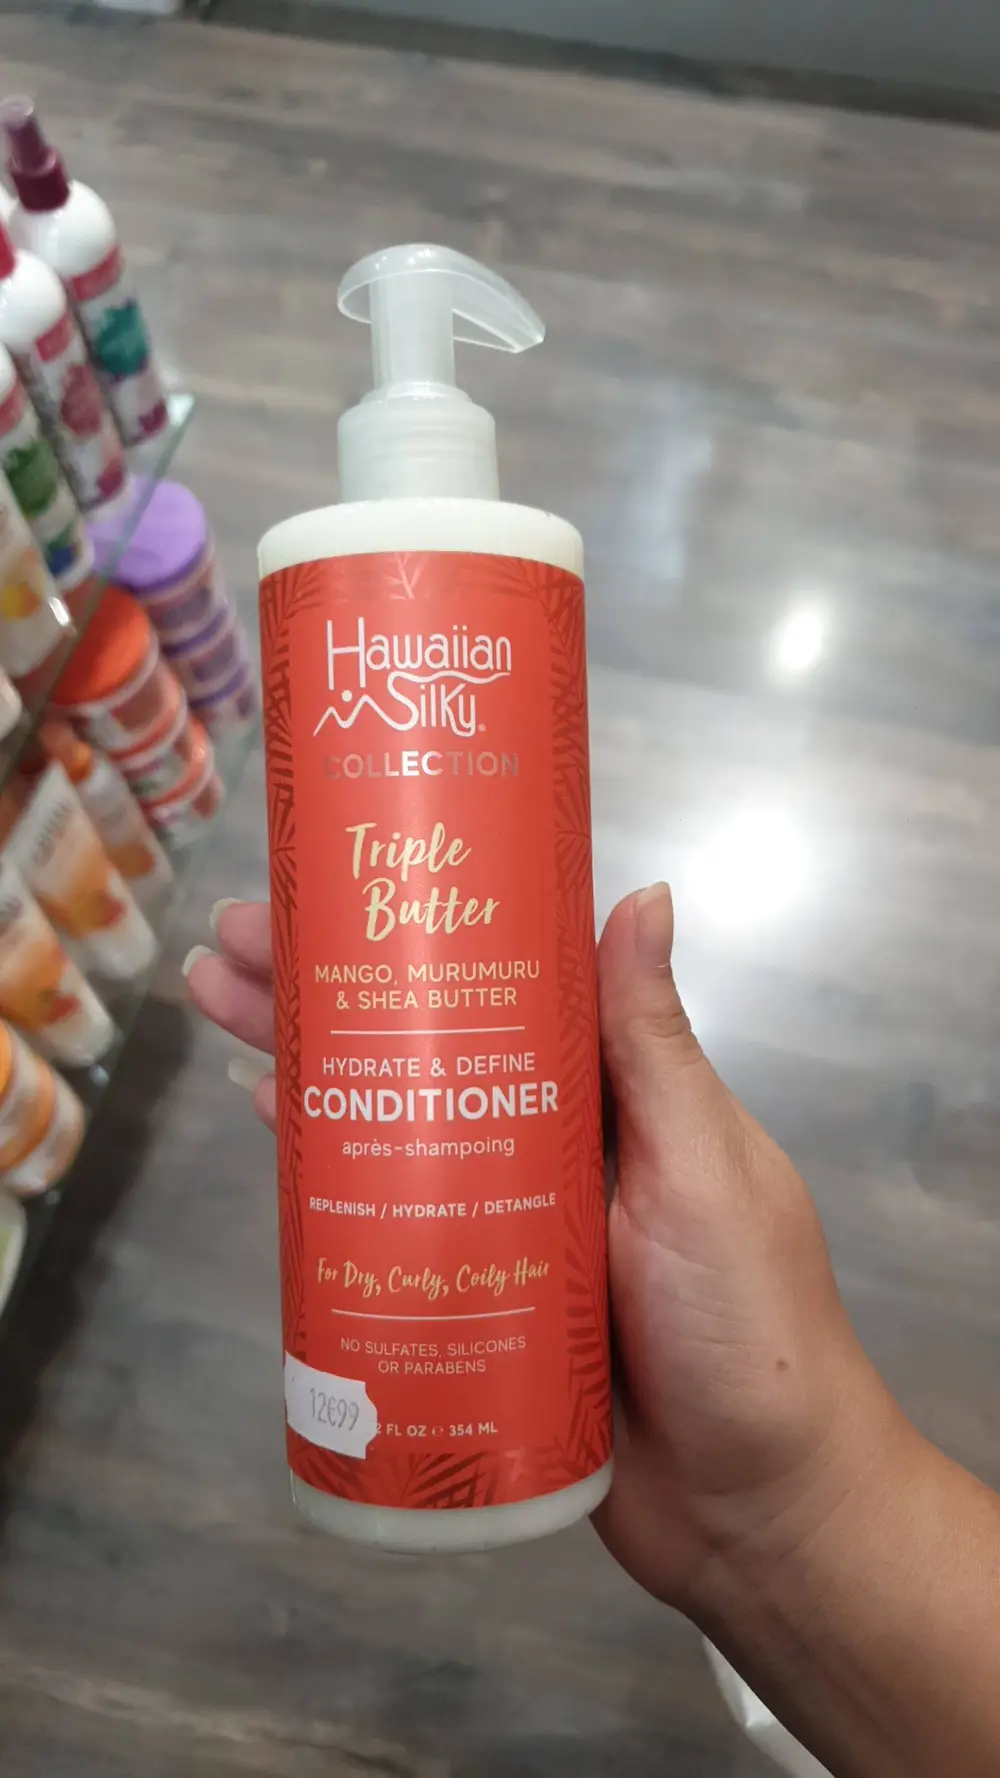 Hawaiian
Silky®
COLLECTION
Triple
Butter
MANGO, MURUMURU
& SHEA BUTTER
HYDRATE & DEFINE
CONDITIONER
après-shampoing
REPLENISH / HYDRATE / DETANGLE
For Dry, Curly, Coily Hair
NO SULFATES, SILICONES
OR PARABENS
12€99
2 FL OZ ℮ 354 ML